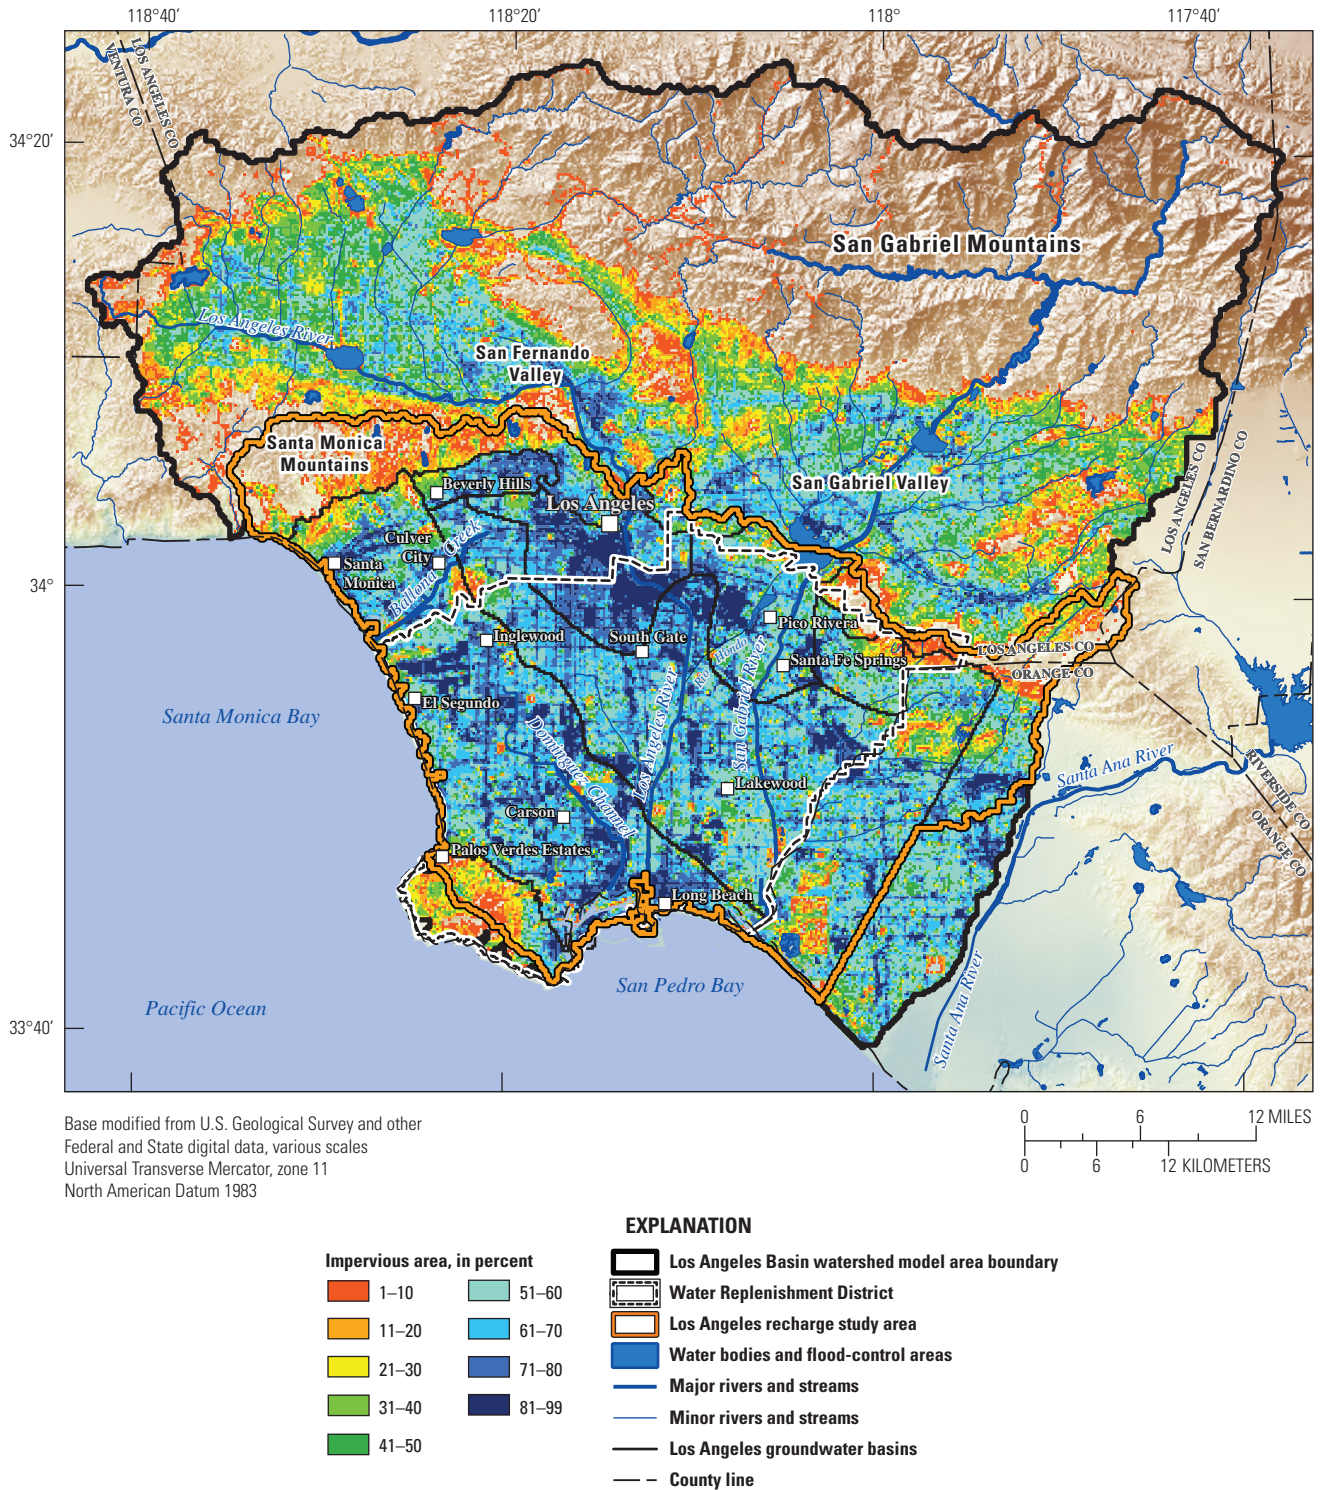 118°40′
118°20′
118°
117°40′
34°20′
34°
33°40′
LOS ANGELES CO
VENTURA CO
San Gabriel Mountains
Los Angeles River
San Fernando
Valley
Santa Monica
Mountains
Beverly Hills
Los Angeles
San Gabriel Valley
LOS ANGELES CO
SAN BERNARDINO CO
Culver
City
Ballona Creek
Santa
Monica
Inglewood
South Gate
Pico Rivera
Rio Hondo
Santa Fe Springs
LOS ANGELES CO
ORANGE CO
El Segundo
Santa Monica Bay
Dominguez Channel
Los Angeles River
San Gabriel River
Lakewood
Carson
Santa Ana River
RIVERSIDE CO
ORANGE CO
Palos Verdes Estates
Long Beach
San Pedro Bay
Pacific Ocean
Santa Ana River
Base modified from U.S. Geological Survey and other
Federal and State digital data, various scales
Universal Transverse Mercator, zone 11
North American Datum 1983
0 6 12 MILES
0 6 12 KILOMETERS
EXPLANATION
Impervious area, in percent
1–10
11–20
21–30
31–40
41–50
51–60
61–70
71–80
81–99
Los Angeles Basin watershed model area boundary
Water Replenishment District
Los Angeles recharge study area
Water bodies and flood-control areas
Major rivers and streams
Minor rivers and streams
Los Angeles groundwater basins
County line